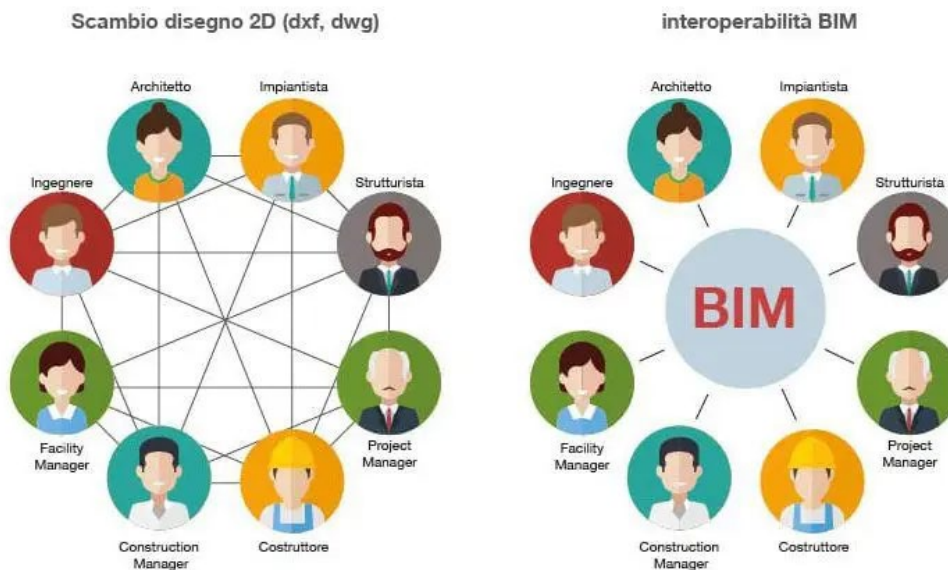 Scambio disegno 2D (dxf, dwg)
Architetto
Impiantista
Ingegnere
Strutturista
Facility
Manager
Project
Manager
Construction
Manager
Costruttore
interoperabilità BIM
Architetto
Impiantista
Ingegnere
Strutturista
BIM
Facility
Manager
Project
Manager
Construction
Manager
Costruttore